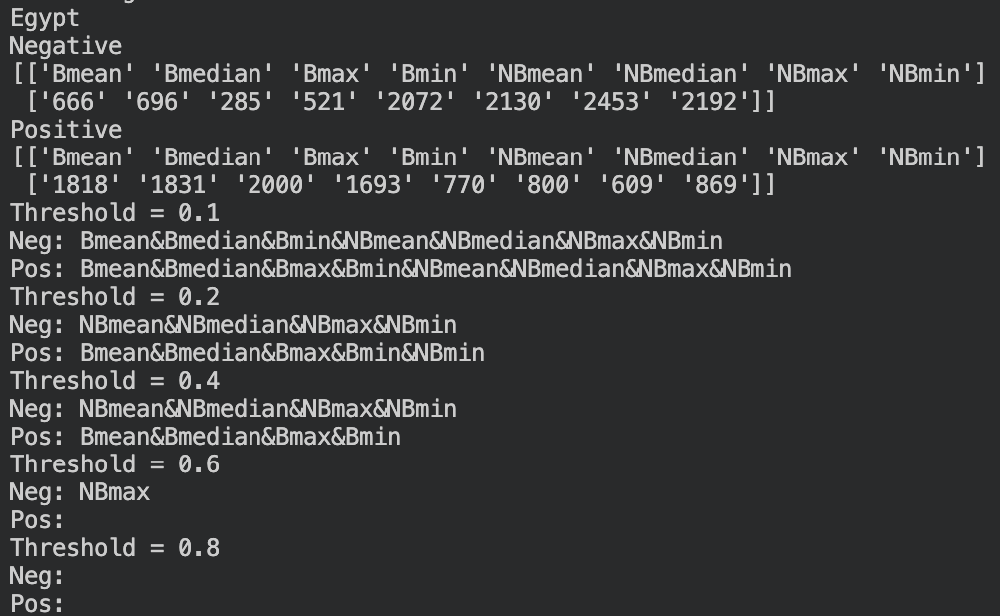 Egypt
Negative
[['Bmean' 'Bmedian' 'Bmax' 'Bmin' 'NBmean' 'NBmedian' 'NBmax' 'NBmin']
['666' '696' '285' '521' '2072' '2130' '2453' '2192']]
Positive
[['Bmean' 'Bmedian' 'Bmax' 'Bmin' 'NBmean' 'NBmedian' 'NBmax' 'NBmin']
['1818' '1831' '2000' '1693' '770' '800' '609' '869']]
Threshold = 0.1
Neg: Bmean&Bmedian&Bmin&NBmean&NBmedian&NBmax&NBmin
Pos: Bmean&Bmedian&Bmax&Bmin&NBmean&NBmedian&NBmax&NBmin
Threshold = 0.2
Neg: NBmean&NBmedian&NBmax&NBmin
Pos: Bmean&Bmedian&Bmax&Bmin&NBmin
Threshold = 0.4
Neg: NBmean&NBmedian&NBmax&NBmin
Pos: Bmean&Bmedian&Bmax&Bmin
Threshold = 0.6
Neg: NBmax
Pos:
Threshold = 0.8
Neg:
Pos: